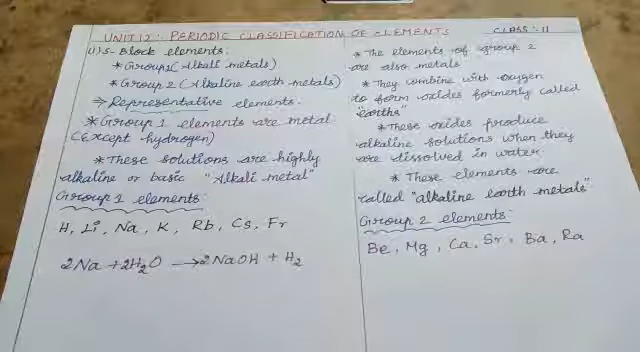 UNIT 12: PERIODIC CLASSIFICATION OF ELEMENTS CLASS: 11
(1) S-Block elements:
* Group1 (Alkali metals)
* Group 2 (Alkaline earth metals)
⇒ Representative elements.
* Group 1 elements are metal
(except hydrogen)
* These solutions are highly
alkaline or basic "Alkali metal"
Group 1 elements:
H, Li, Na, K, Rb, Cs, Fr
2Na + 2H₂O → 2NaOH + H₂
* The elements of group 2
are also metals
* They combine with oxygen
to form oxides formerly called
"earths"
* These oxides produce
alkaline solutions when they
are dissolved in water.
* These elements are
called "alkaline earth metals"
Group 2 elements:
Be, Mg, Ca, Sr, Ba, Ra